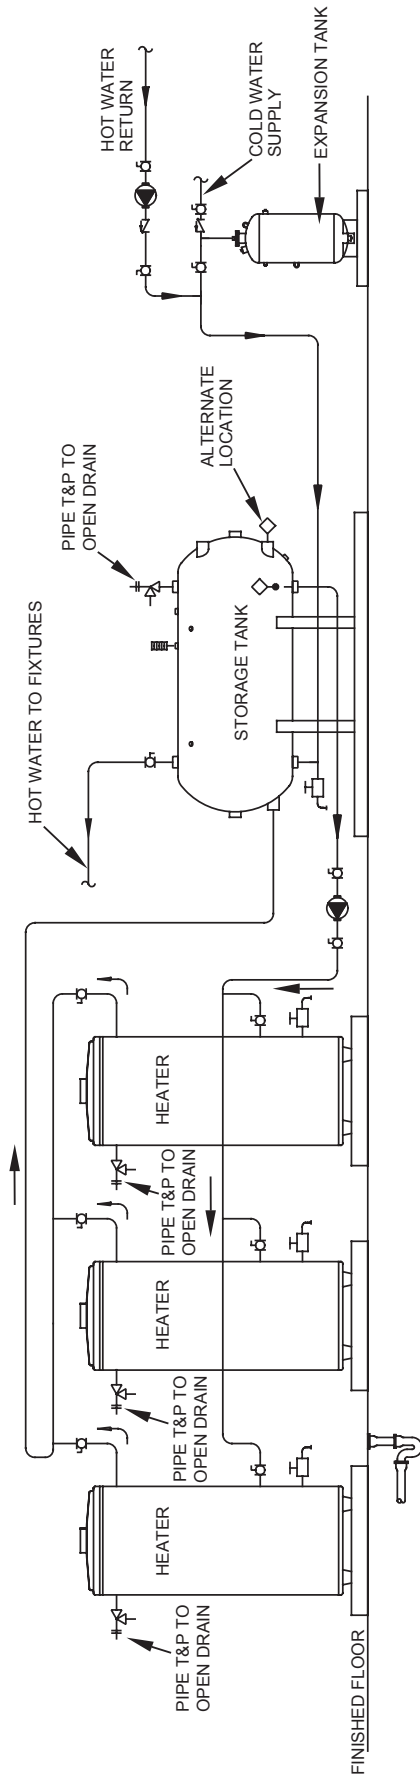 PIPE T&P TO
OPEN DRAIN
HEATER
PIPE T&P TO
OPEN DRAIN
HEATER
PIPE T&P TO
OPEN DRAIN
HEATER
FINISHED FLOOR
HOT WATER TO FIXTURES
PIPE T&P TO
OPEN DRAIN
STORAGE TANK
ALTERNATE
LOCATION
HOT WATER
RETURN
COLD WATER
SUPPLY
EXPANSION TANK